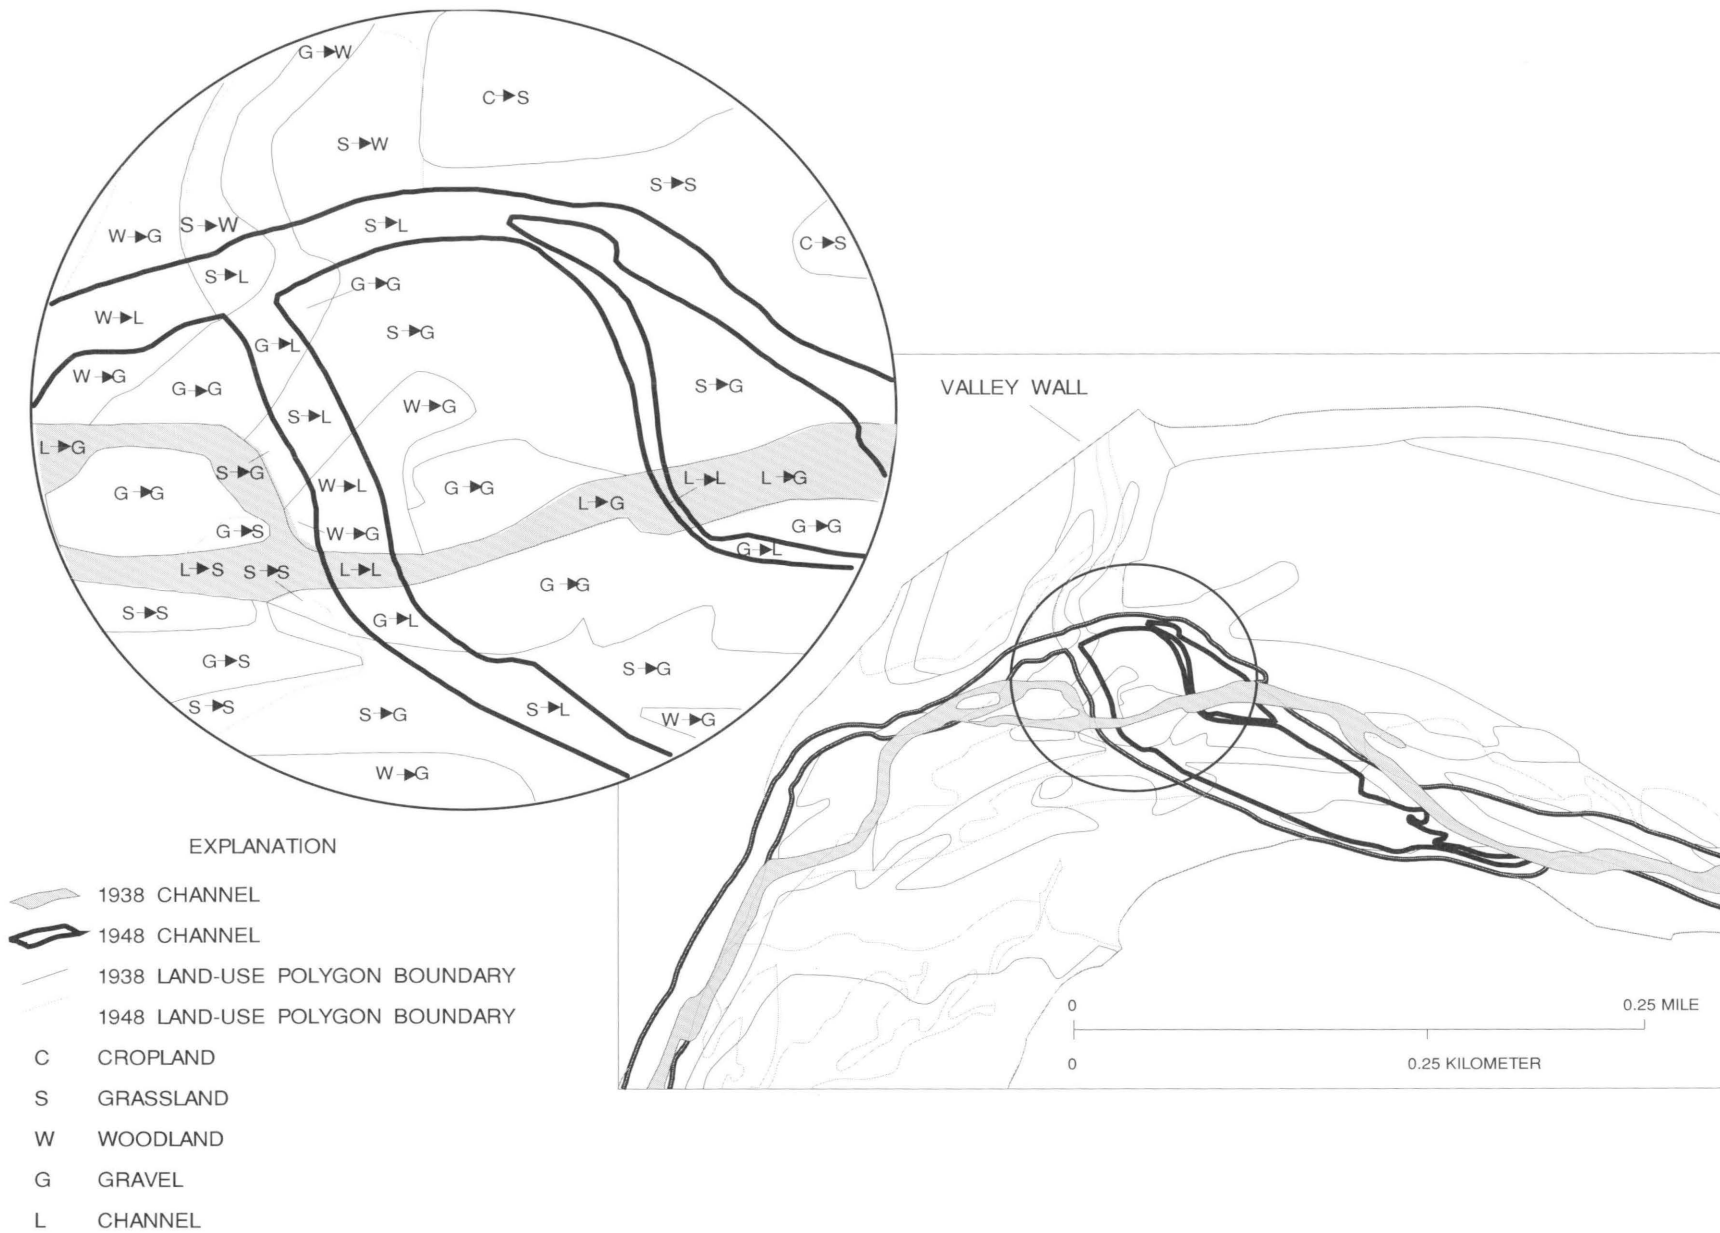 G→W
C→S
S→W
S→S
W→G
S→W
S→L
C→S
S→L
G→G
W→L
S→G
G→L
W→G
G→G
S→G
W→G
S→L
L→G
S→G
L→L
L→G
G→G
W→L
G→G
L→G
G→S
W→G
G→G
G→L
L→S
S→S
L→L
G→G
S→S
G→L
G→S
S→G
S→S
S→G
S→L
W→G
W→G
VALLEY WALL
0
0.25 MILE
0
0.25 KILOMETER
EXPLANATION
1938 CHANNEL
1948 CHANNEL
1938 LAND-USE POLYGON BOUNDARY
1948 LAND-USE POLYGON BOUNDARY
C CROPLAND
S GRASSLAND
W WOODLAND
G GRAVEL
L CHANNEL